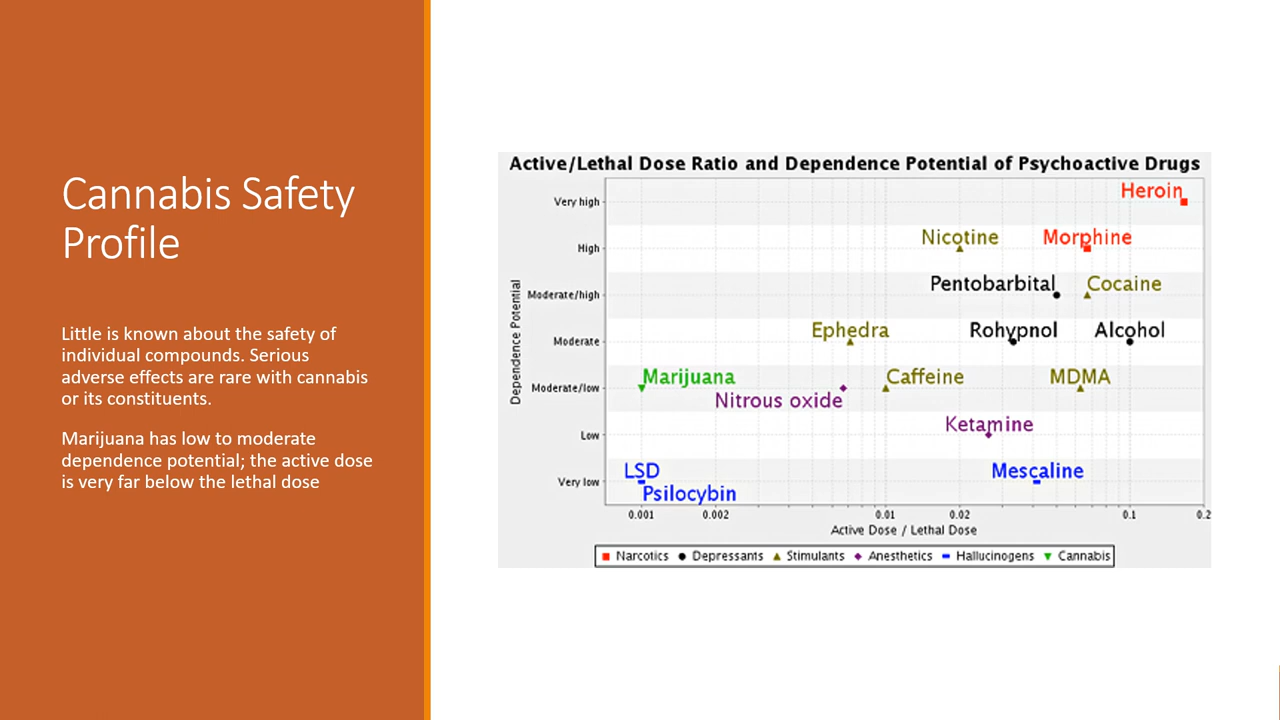 Cannabis Safety
Profile
Little is known about the safety of
individual compounds. Serious
adverse effects are rare with cannabis
or its constituents.
Marijuana has low to moderate
dependence potential; the active dose
is very far below the lethal dose
Active/Lethal Dose Ratio and Dependence Potential of Psychoactive Drugs
Dependence Potential
Very high
High
Moderate/high
Moderate
Moderate/low
Low
Very low
Heroin
Nicotine
Morphine
Pentobarbital
Cocaine
Ephedra
Rohypnol
Alcohol
Marijuana
Caffeine
MDMA
Nitrous oxide
Ketamine
LSD
Mescaline
Psilocybin
0.001 0.002 0.01 0.02 0.1 0.2
Active Dose / Lethal Dose
Narcotics Depressants Stimulants Anesthetics Hallucinogens Cannabis